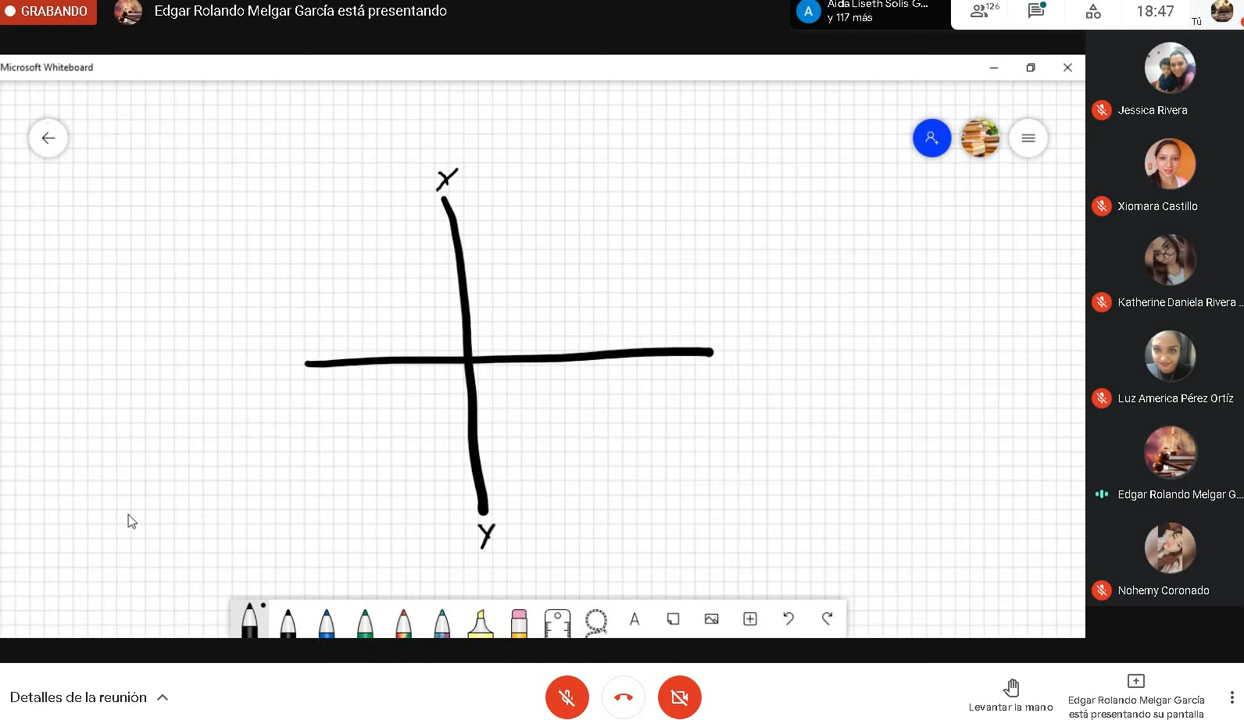 GRABANDO
Edgar Rolando Melgar García está presentando
A
Aida Liseth Solis G...
y 117 más
126
18:47
Tú
Microsoft Whiteboard
X
Y
A
Jessica Rivera
Xiomara Castillo
Katherine Daniela Rivera ...
Luz America Pérez Ortíz
Edgar Rolando Melgar G...
Nohemy Coronado
Detalles de la reunión
Levantar la mano
Edgar Rolando Melgar García
está presentando su pantalla